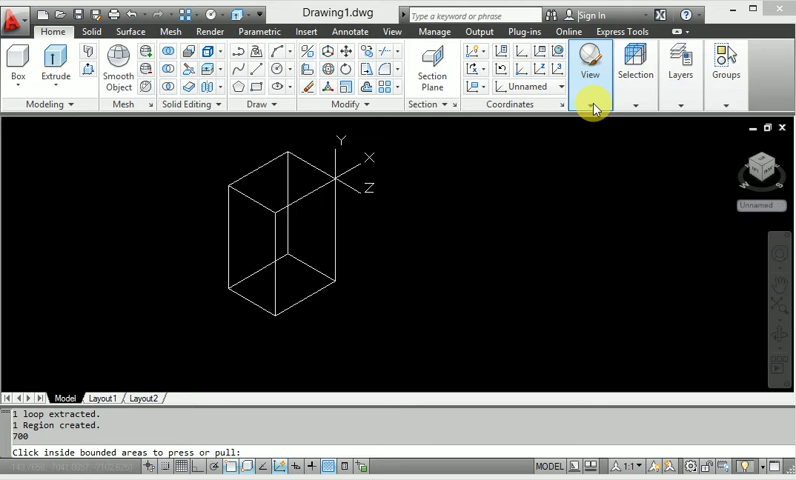 Drawing1.dwg
Type a keyword or phrase
Sign In
Home Solid Surface Mesh Render Parametric Insert Annotate View Manage Output Plug-ins Online Express Tools
Box Extrude Smooth Object Section Plane Unnamed View Selection Layers Groups
Modeling Mesh Solid Editing Draw Modify Section Coordinates
Y
X
Z
W S
Unnamed
Model Layout1 Layout2
1 loop extracted.
1 Region created.
700
Click inside bounded areas to press or pull:
MODEL 1:1